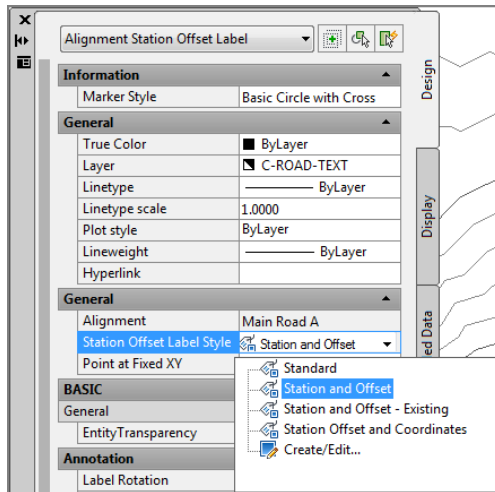 Alignment Station Offset Label
Information
Marker Style Basic Circle with Cross
General
True Color ByLayer
Layer C-ROAD-TEXT
Linetype ByLayer
Linetype scale 1.0000
Plot style ByLayer
Lineweight ByLayer
Hyperlink
General
Alignment Main Road A
Station Offset Label Style Station and Offset
Point at Fixed XY
Standard
Station and Offset
Station and Offset - Existing
Station Offset and Coordinates
Create/Edit...
BASIC
General
EntityTransparency
Annotation
Label Rotation
Design
Display
ed Data